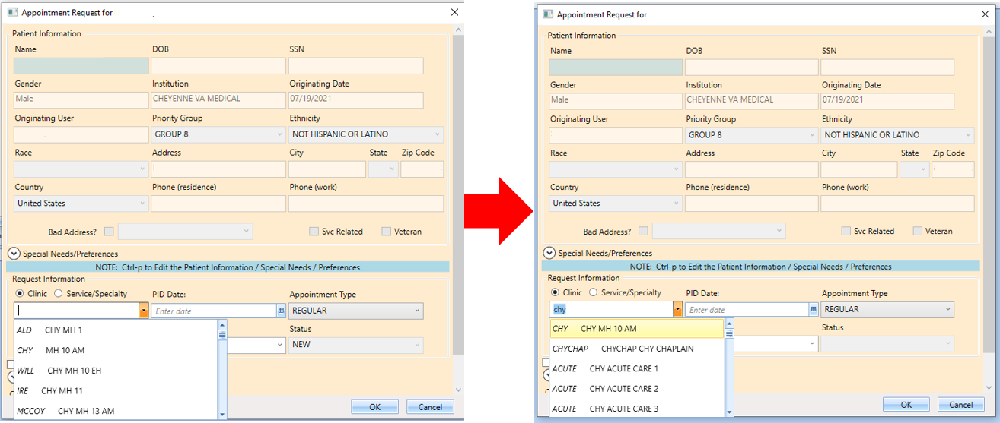 Appointment Request for
Patient Information
Name DOB SSN
Gender Institution Originating Date
Male CHEYENNE VA MEDICAL 07/19/2021
Originating User Priority Group Ethnicity
GROUP 8 NOT HISPANIC OR LATINO
Race Address City State Zip Code
Country Phone (residence) Phone (work)
United States
Bad Address? Svc Related Veteran
Special Needs/Preferences
NOTE: Ctrl-p to Edit the Patient Information / Special Needs / Preferences
Request Information
Clinic Service/Specialty PID Date: Appointment Type
Enter date REGULAR
ALD CHY MH 1 Status
CHY MH 10 AM NEW
WILL CHY MH 10 EH
IRE CHY MH 11
MCCOY CHY MH 13 AM
OK Cancel
Appointment Request for
Patient Information
Name DOB SSN
Gender Institution Originating Date
Male CHEYENNE VA MEDICAL 07/19/2021
Originating User Priority Group Ethnicity
GROUP 8 NOT HISPANIC OR LATINO
Race Address City State Zip Code
Country Phone (residence) Phone (work)
United States
Bad Address? Svc Related Veteran
Special Needs/Preferences
NOTE: Ctrl-p to Edit the Patient Information / Special Needs / Preferences
Request Information
Clinic Service/Specialty PID Date: Appointment Type
chy Enter date REGULAR
CHY CHY MH 10 AM Status
CHYCHAP CHYCHAP CHY CHAPLAIN
ACUTE CHY ACUTE CARE 1
ACUTE CHY ACUTE CARE 2
ACUTE CHY ACUTE CARE 3
OK Cancel